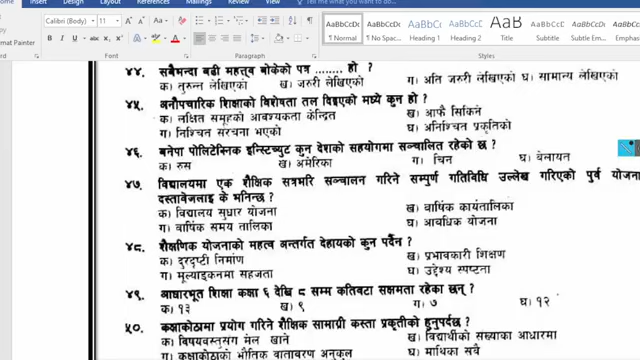 Home Insert Design Layout References Mailings Review View Tell me what you want to do...
Calibri (Body) 11
Format Painter
AaBbCcDc AaBbCcDc AaBbCc AaBbCcC AaB AaBbCcD AaBbCcDc AaBbCcDc
¶ Normal ¶ No Spac... Heading 1 Heading 2 Title Subtitle Subtle Em... Emphasis
Font Paragraph Styles
४४. सबैमन्दा बढी महत्त्व बोकेको पत्र ........ हो ?
क) तुरुन्त लेखिएको ख) जरुरी लेखिएको ग) अति जरुरी लेखिएको घ) सामान्य लेखिएको
४५. अनौपचारिक शिक्षाको विशेषता तल दिइएको मध्ये कुन हो ?
क) लक्षित समूहको आवश्यकता केन्द्रित ख) आफै सिकिने
ग) निश्चित संरचना भएको घ) अनिश्चित प्रकृतिको
४६. बनेपा पोलिटेक्निक इन्स्टिच्युट कुन देशको सहयोगमा सञ्चालित रहेको छ ?
क) रुस ख) अमेरिका ग) चिन घ) बेलायत
४७. विद्यालयमा एक शैक्षिक सत्रभरि सञ्चालन गरिने सम्पुर्ण गतिविधि उल्लेख गरिएको पुर्व योजना
दस्तावेजलाइ के भनिन्छ ?
क) विद्यालय सुधार योजना ख) वार्षिक कार्यतालिका
ग) वार्षिक समय तालिका घ) आवधिक योजना
४८. शैक्षणिक योजनाको महत्व अन्तर्गत देहायको कुन पर्दैन ?
क) दुरदृष्टी निर्माण ख) प्रभावकारी शिक्षण
ग) मूल्याङ्कनमा सहजता घ) उद्देश्य स्पष्टना
४९. आधारभूत शिक्षा कक्षा ६ देखि ८ सम्म कतिवटा सक्षमता रहेका छन् ?
क) १३ ख) ९ ग) ७ घ) १२
५०. कक्षाकोठामा प्रयोग गरिने शैक्षिक सामाग्री कस्ता प्रकृतीको हुनुपर्दछ ?
क) विषयवस्तुसंग मेल खाने ख) विद्यार्थीको संख्याका आधारमा
ग) कक्षाकोठाको भौतिक वातावरण अनुकूल घ) माथिका सबै